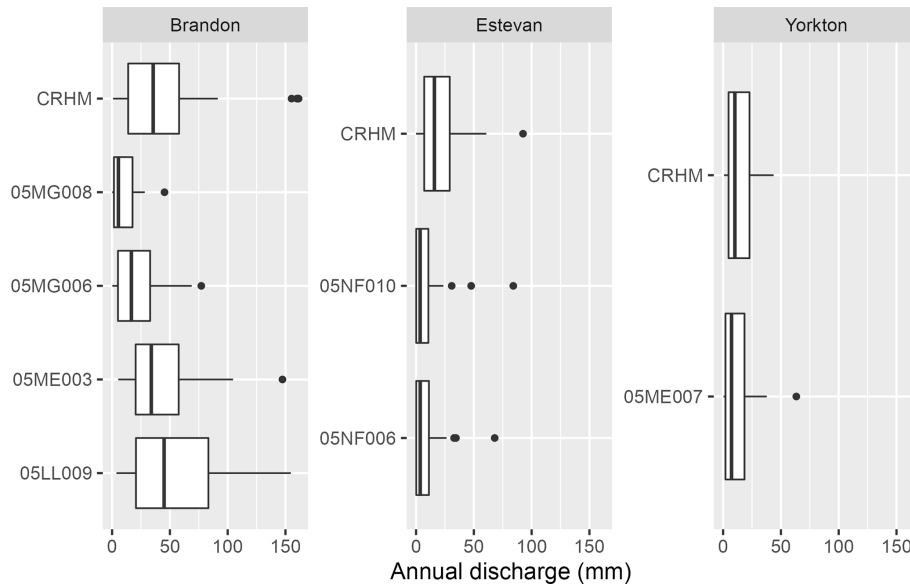 Brandon
CRHM
05MG008
05MG006
05ME003
05LL009
0 50 100 150
Estevan
CRHM
05NF010
05NF006
0 50 100 150
Yorkton
CRHM
05ME007
0 50 100 150
Annual discharge (mm)